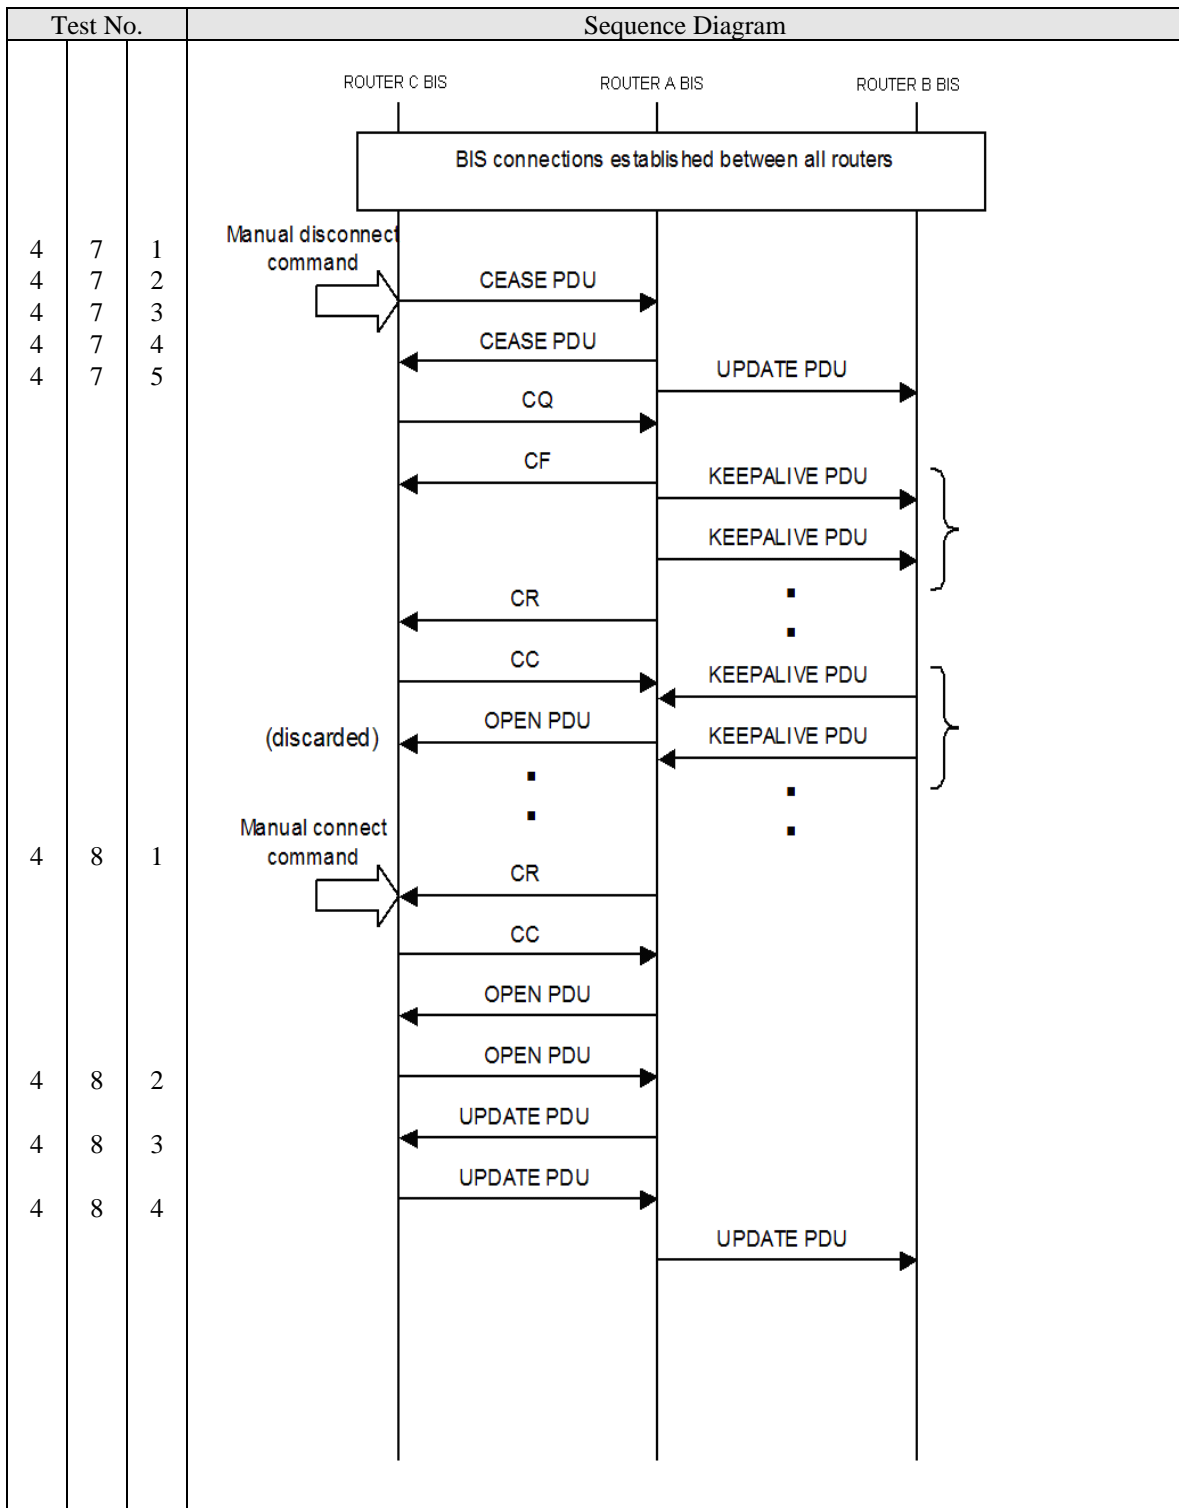 Test No. Sequence Diagram
ROUTER C BIS ROUTER A BIS ROUTER B BIS
BIS connections established between all routers
Manual disconnect
4 7 1 command
4 7 2 CEASE PDU
4 7 3
4 7 4 CEASE PDU
4 7 5 UPDATE PDU
CQ
CF
KEEPALIVE PDU
KEEPALIVE PDU
CR
CC
KEEPALIVE PDU
OPEN PDU
(discarded) KEEPALIVE PDU
Manual connect
4 8 1 command
CR
CC
OPEN PDU
OPEN PDU
4 8 2
UPDATE PDU
4 8 3
UPDATE PDU
4 8 4
UPDATE PDU